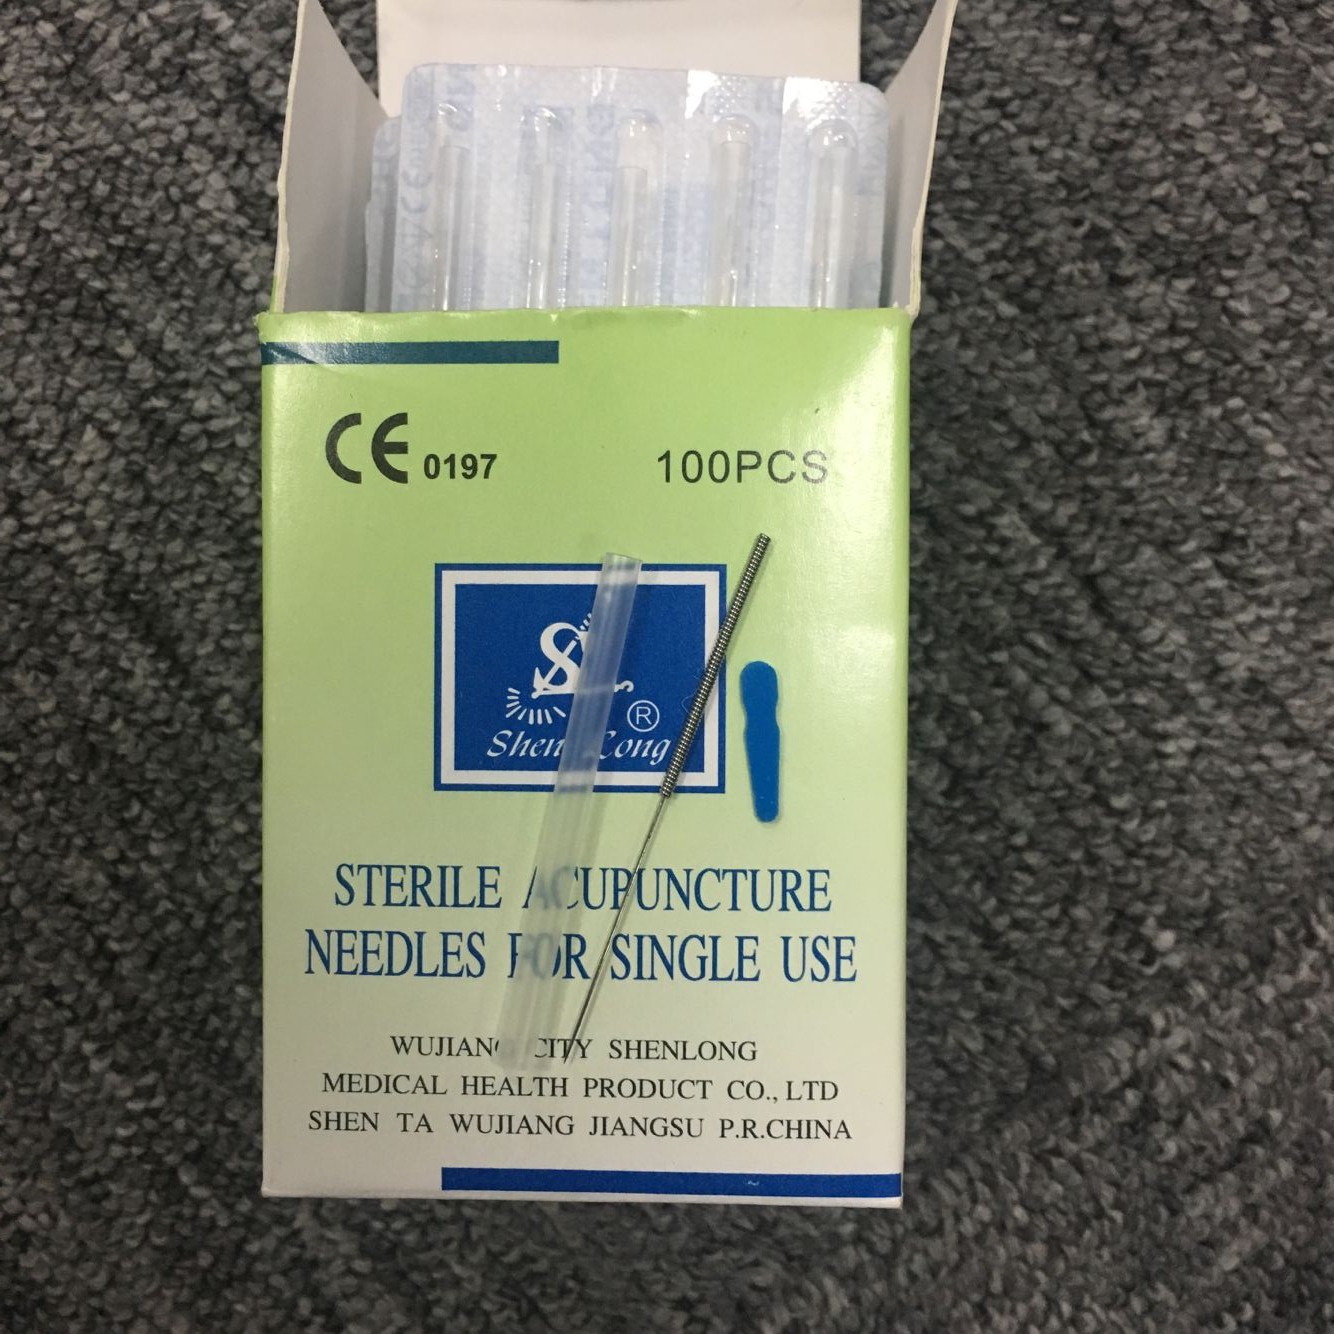 CE 0197
100PCS
SL
®
Shen Long
STERILE ACUPUNCTURE
NEEDLES FOR SINGLE USE
WUJIANG CITY SHENLONG
MEDICAL HEALTH PRODUCT CO., LTD
SHEN TA WUJIANG JIANGSU P.R.CHINA